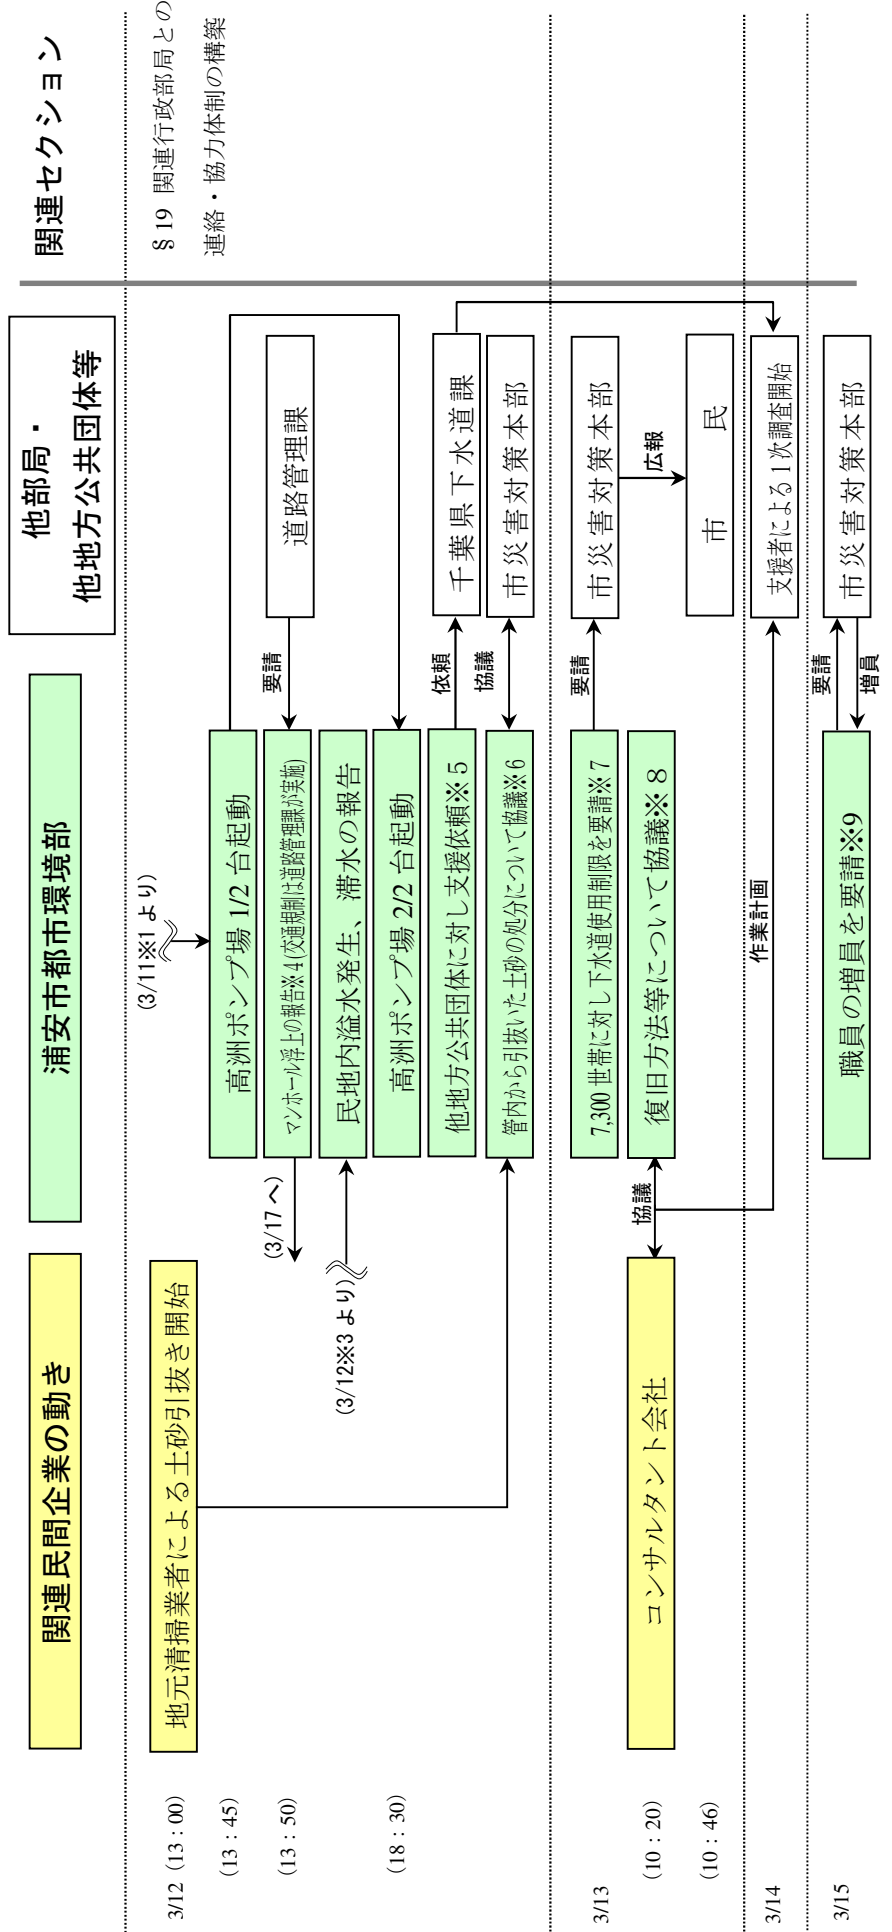 関連民間企業の動き
浦安市都市環境部
他部局・
他地方公共団体等
関連セクション
3/12（13：00）
地元清掃業者による土砂引抜き開始
(3/11※1 より)
§19 関連行政部局との
連絡・協力体制の構築
（13：45）
高洲ポンプ場 1/2 台起動
（13：50）
(3/17 へ)
マンホール浮上の報告※4(交通規制は道路管理課が実施)
要請
道路管理課
(3/12※3 より)
民地内溢水発生、滞水の報告
（18：30）
高洲ポンプ場 2/2 台起動
他地方公共団体に対し支援依頼※5
依頼
千葉県下水道課
管内から引抜いた土砂の処分について協議※6
協議
市災害対策本部
3/13
7,300 世帯に対し下水道使用制限を要請※7
要請
市災害対策本部
（10：20）
コンサルタント会社
協議
復旧方法等について協議※8
広報
（10：46）
市民
3/14
作業計画
支援者による1次調査開始
3/15
職員の増員を要請※9
要請
増員
市災害対策本部